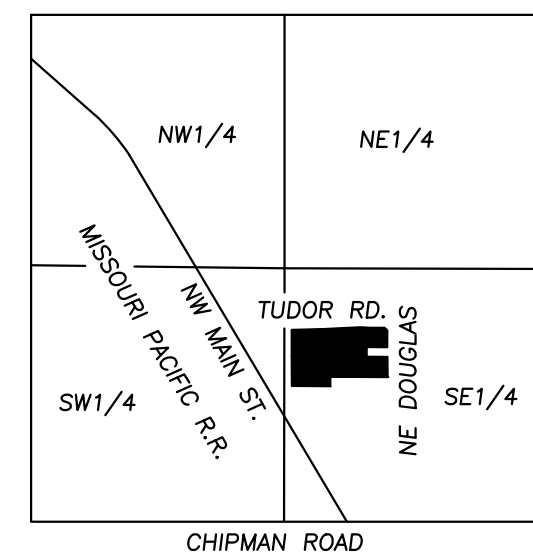 NW1/4
NE1/4
MISSOURI PACIFIC R.R.
NW MAIN ST.
TUDOR RD.
NE DOUGLAS
SW1/4
SE1/4
CHIPMAN ROAD